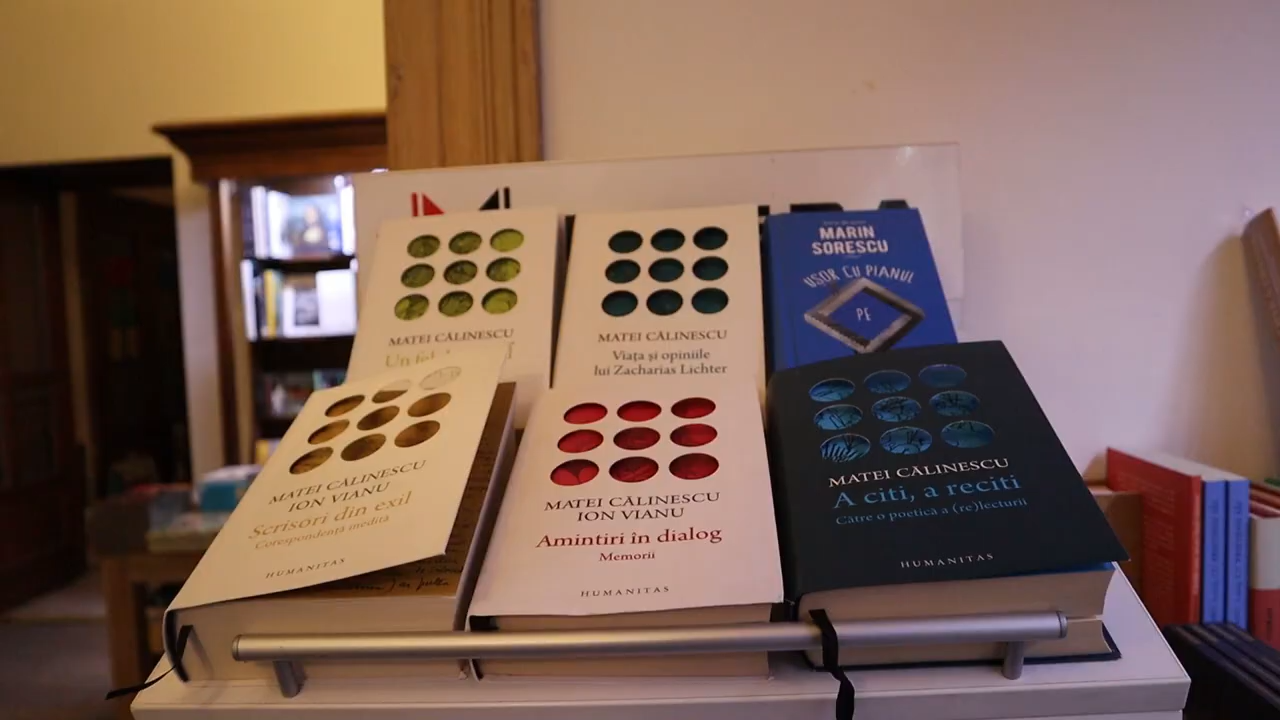 MATEI CĂLINESCU
Un
MATEI CĂLINESCU
Viața și opiniile
lui Zacharias Lichter
MARIN
SORESCU
UȘOR CU PIANUL
PE
MATEI CĂLINESCU
ION VIANU
Scrisori din exil
Corespondență inedită
HUMANITAS
MATEI CĂLINESCU
ION VIANU
Amintiri în dialog
Memorii
HUMANITAS
MATEI CĂLINESCU
A citi, a reciti
Către o poetică a (re)lecturii
HUMANITAS